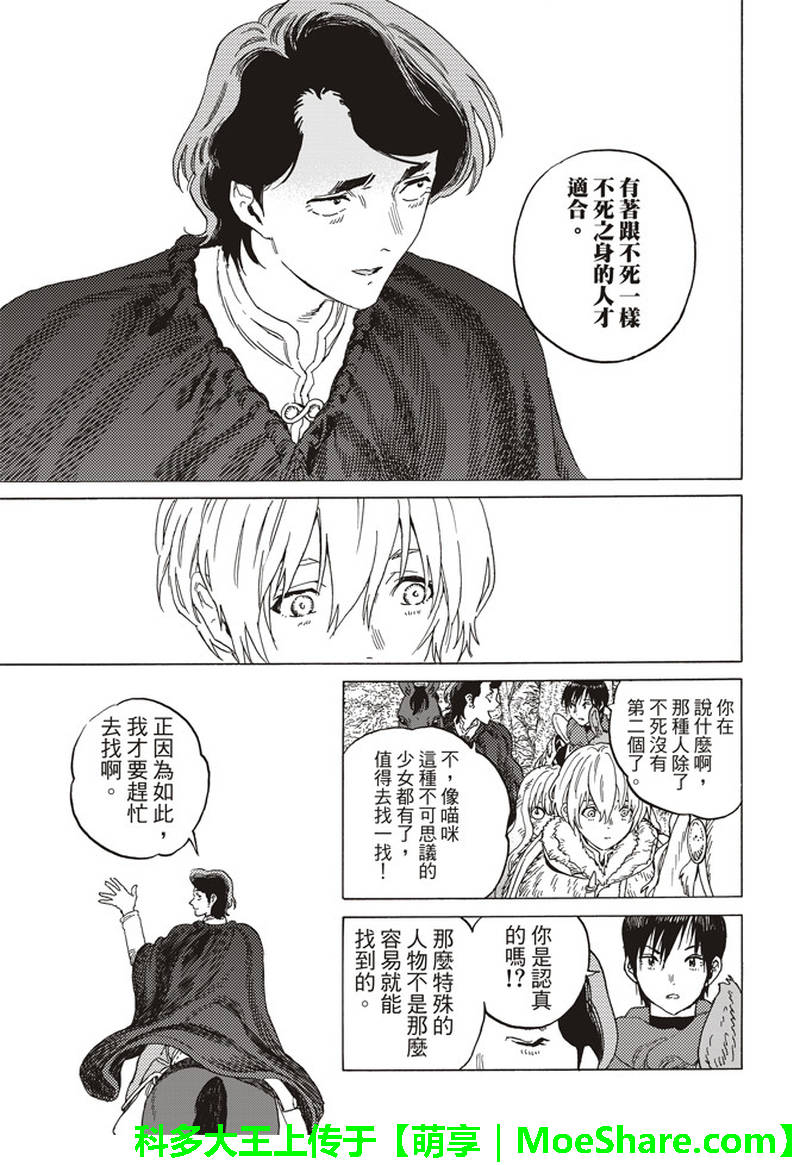 有著跟不死一樣
不死之身的人才
適合。
你在
說什麼啊，
那種人除了
不死沒有
第二個了。
不，像喵咪
這種不可思議的
少女都有了，
值得去找一找！
你是認真
的嗎!?
那麼特殊的
人物不是那麼
容易就能
找到的。
正因為如此，
我才要趕忙
去找啊。
科多大王上传于【萌享|MoeShare.com】